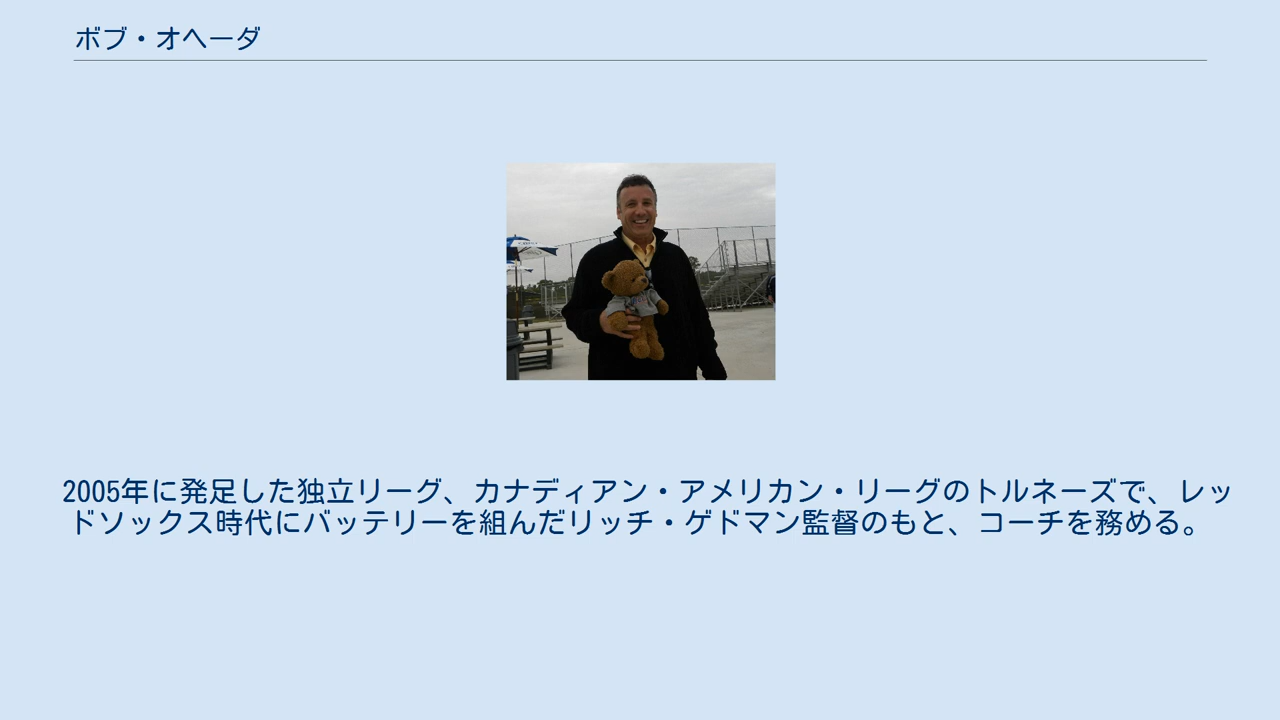 ボブ・オヘーダ
2005年に発足した独立リーグ、カナディアン・アメリカン・リーグのトルネーズで、レッ
ドソックス時代にバッテリーを組んだリッチ・ゲドマン監督のもと、コーチを務める。